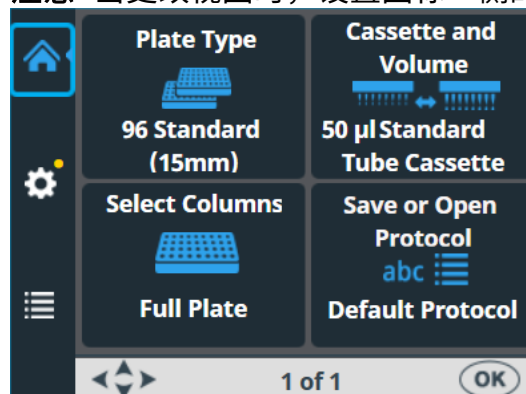 Plate Type
96 Standard
(15mm)
Cassette and
Volume
50 µl Standard
Tube Cassette
Select Columns
Full Plate
Save or Open
Protocol
abc
Default Protocol
1 of 1
OK